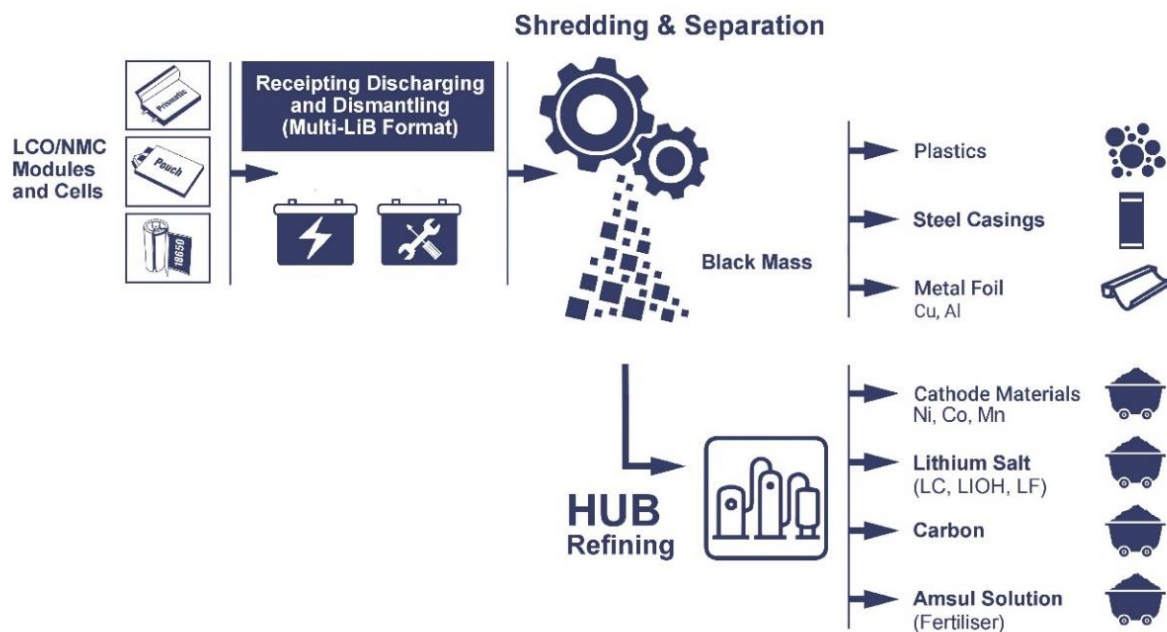 Shredding & Separation
LCO/NMC
Modules
and Cells
Prismatic
Pouch
18650
Receipting Discharging
and Dismantling
(Multi-LiB Format)
Black Mass
Plastics
Steel Casings
Metal Foil
Cu, Al
HUB
Refining
Cathode Materials
Ni, Co, Mn
Lithium Salt
(LC, LIOH, LF)
Carbon
Amsul Solution
(Fertiliser)